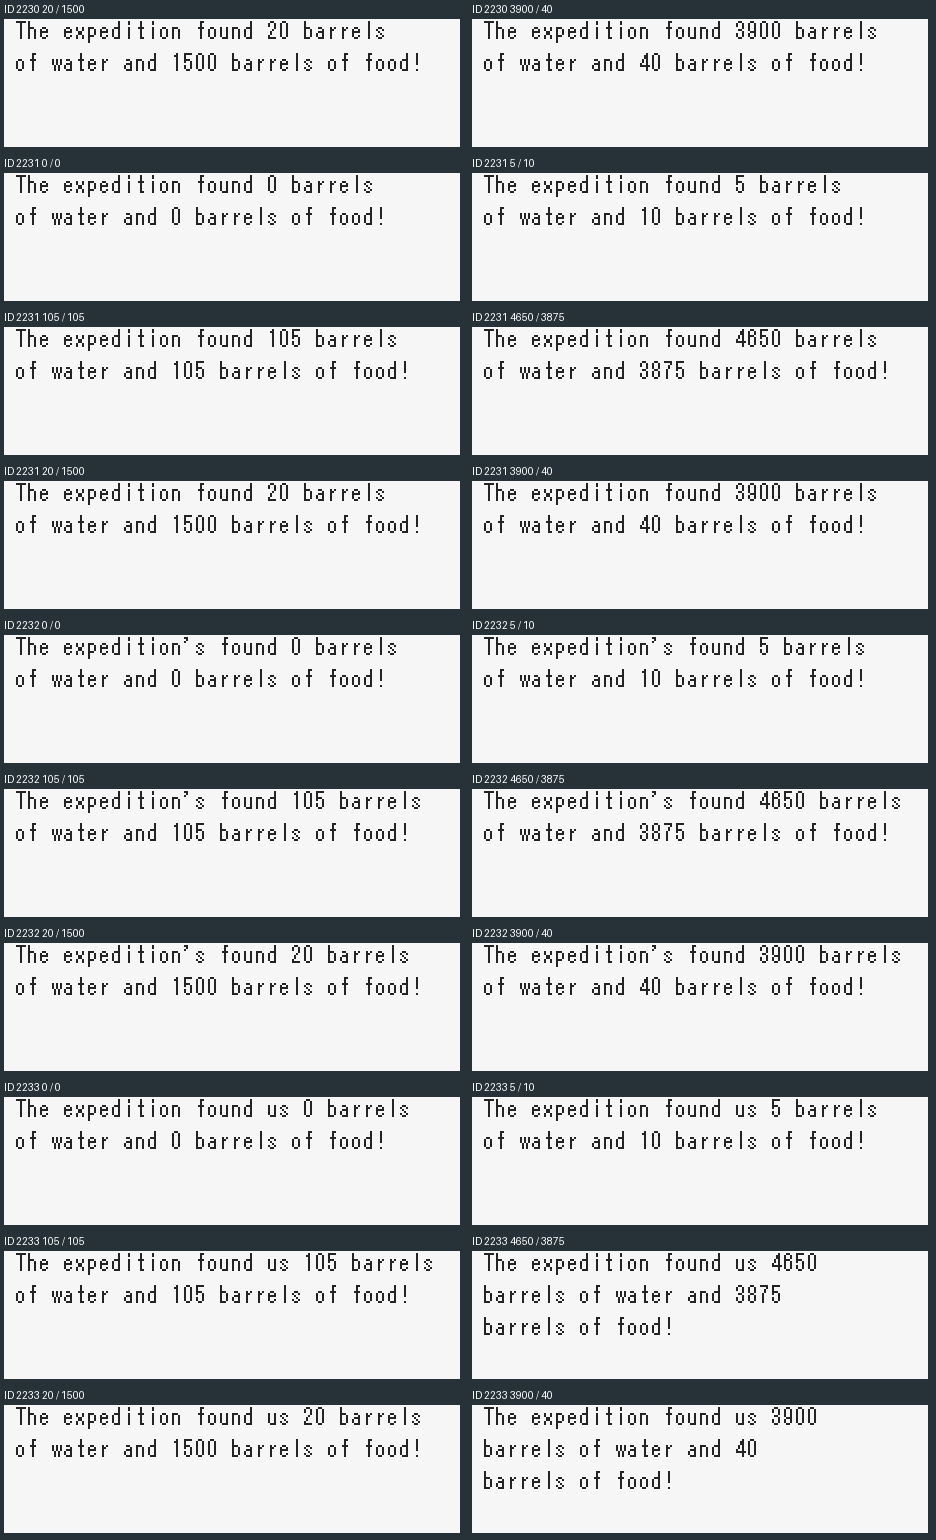 ID 2230 20 / 1500
The expedition found 20 barrels
of water and 1500 barrels of food!
ID 2230 3900 / 40
The expedition found 3900 barrels
of water and 40 barrels of food!
ID 2231 0 / 0
The expedition found 0 barrels
of water and 0 barrels of food!
ID 2231 5 / 10
The expedition found 5 barrels
of water and 10 barrels of food!
ID 2231 105 / 105
The expedition found 105 barrels
of water and 105 barrels of food!
ID 2231 4650 / 3875
The expedition found 4650 barrels
of water and 3875 barrels of food!
ID 2231 20 / 1500
The expedition found 20 barrels
of water and 1500 barrels of food!
ID 2231 3900 / 40
The expedition found 3900 barrels
of water and 40 barrels of food!
ID 2232 0 / 0
The expedition's found 0 barrels
of water and 0 barrels of food!
ID 2232 5 / 10
The expedition's found 5 barrels
of water and 10 barrels of food!
ID 2232 105 / 105
The expedition's found 105 barrels
of water and 105 barrels of food!
ID 2232 4650 / 3875
The expedition's found 4650 barrels
of water and 3875 barrels of food!
ID 2232 20 / 1500
The expedition's found 20 barrels
of water and 1500 barrels of food!
ID 2232 3900 / 40
The expedition's found 3900 barrels
of water and 40 barrels of food!
ID 2233 0 / 0
The expedition found us 0 barrels
of water and 0 barrels of food!
ID 2233 5 / 10
The expedition found us 5 barrels
of water and 10 barrels of food!
ID 2233 105 / 105
The expedition found us 105 barrels
of water and 105 barrels of food!
ID 2233 4650 / 3875
The expedition found us 4650
barrels of water and 3875
barrels of food!
ID 2233 20 / 1500
The expedition found us 20 barrels
of water and 1500 barrels of food!
ID 2233 3900 / 40
The expedition found us 3900
barrels of water and 40
barrels of food!